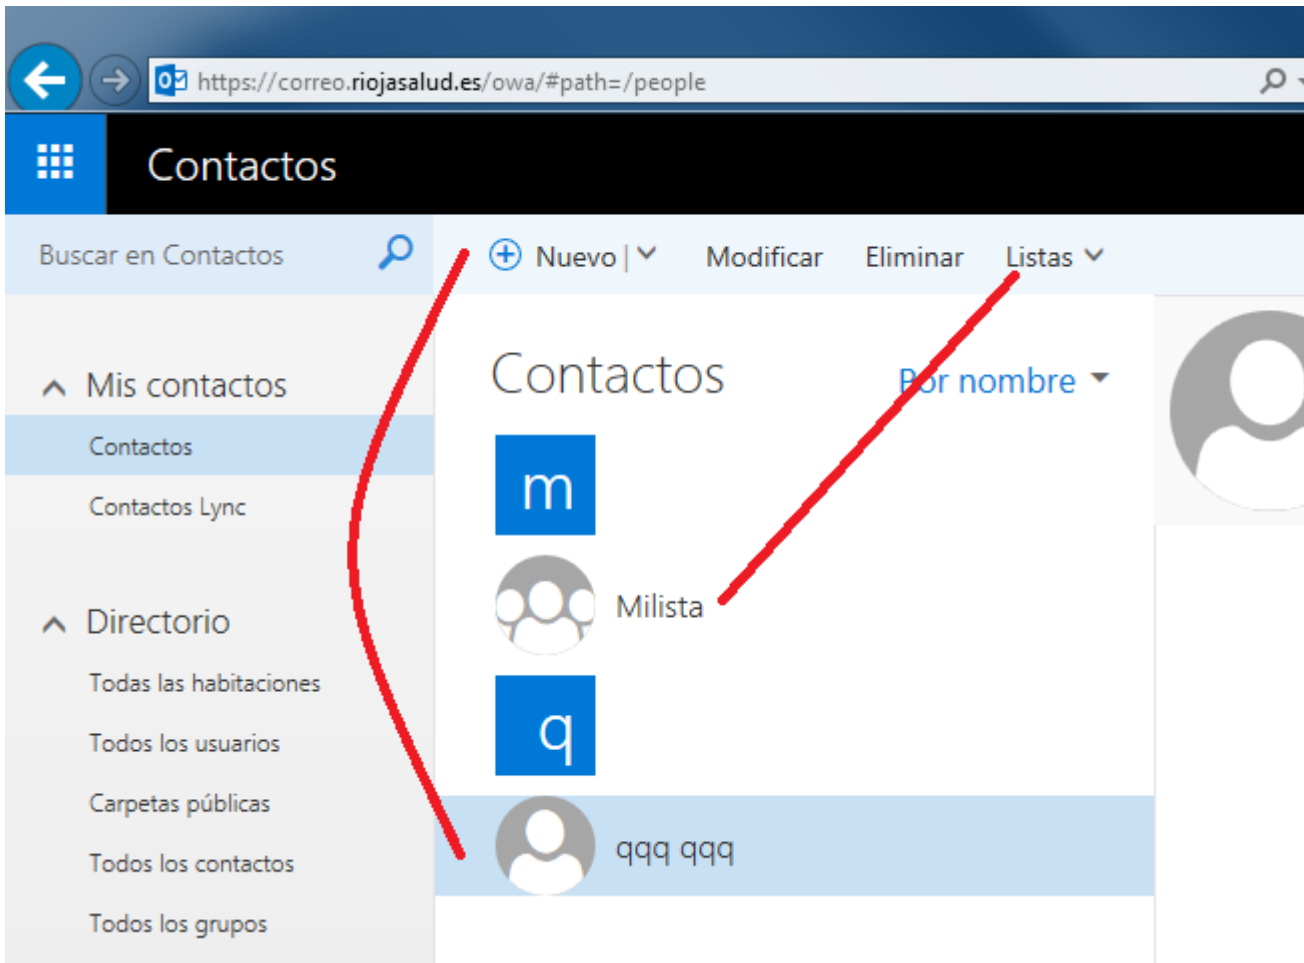 https://correo.riojasalud.es/owa/#path=/people
Contactos
Buscar en Contactos
Nuevo | Modificar Eliminar Listas
Mis contactos
Contactos
Contactos Lync
Directorio
Todas las habitaciones
Todos los usuarios
Carpetas públicas
Todos los contactos
Todos los grupos
Contactos Por nombre
m
Milista
q
qqq qqq